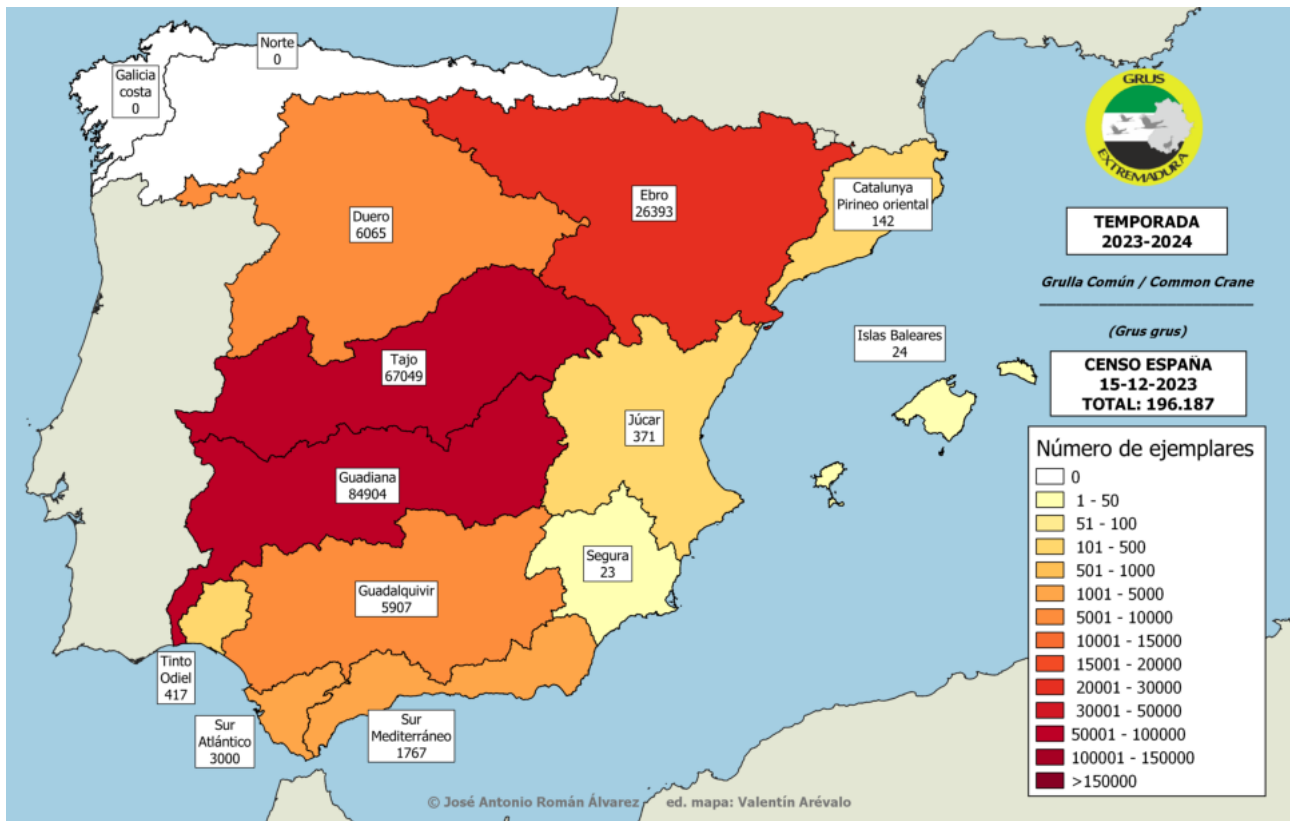 Norte
0
Galicia
costa
0
Duero
6065
Ebro
26393
Catalunya
Pirineo oriental
142
Tajo
67049
Islas Baleares
24
Júcar
371
Guadiana
84904
Segura
23
Guadalquivir
5907
Tinto
Odiel
417
Sur
Atlántico
3000
Sur
Mediterráneo
1767
GRUS
EXTREMADURA
TEMPORADA
2023-2024
Grulla Común / Common Crane
(Grus grus)
CENSO ESPAÑA
15-12-2023
TOTAL: 196.187
Número de ejemplares
0
1 - 50
51 - 100
101 - 500
501 - 1000
1001 - 5000
5001 - 10000
10001 - 15000
15001 - 20000
20001 - 30000
30001 - 50000
50001 - 100000
100001 - 150000
>150000
© José Antonio Román Álvarez ed. mapa: Valentín Arévalo